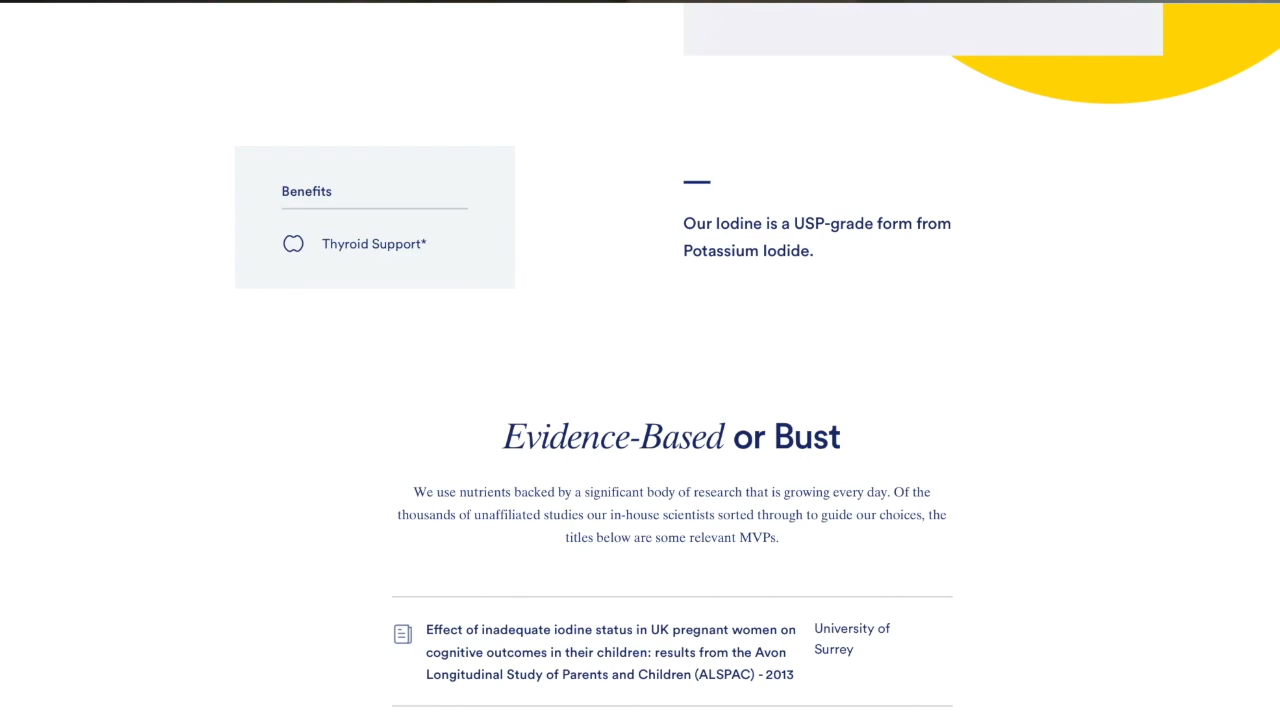 Benefits
Thyroid Support*
Our Iodine is a USP-grade form from
Potassium Iodide.
Evidence-Based or Bust
We use nutrients backed by a significant body of research that is growing every day. Of the
thousands of unaffiliated studies our in-house scientists sorted through to guide our choices, the
titles below are some relevant MVPs.
Effect of inadequate iodine status in UK pregnant women on
cognitive outcomes in their children: results from the Avon
Longitudinal Study of Parents and Children (ALSPAC) - 2013
University of
Surrey